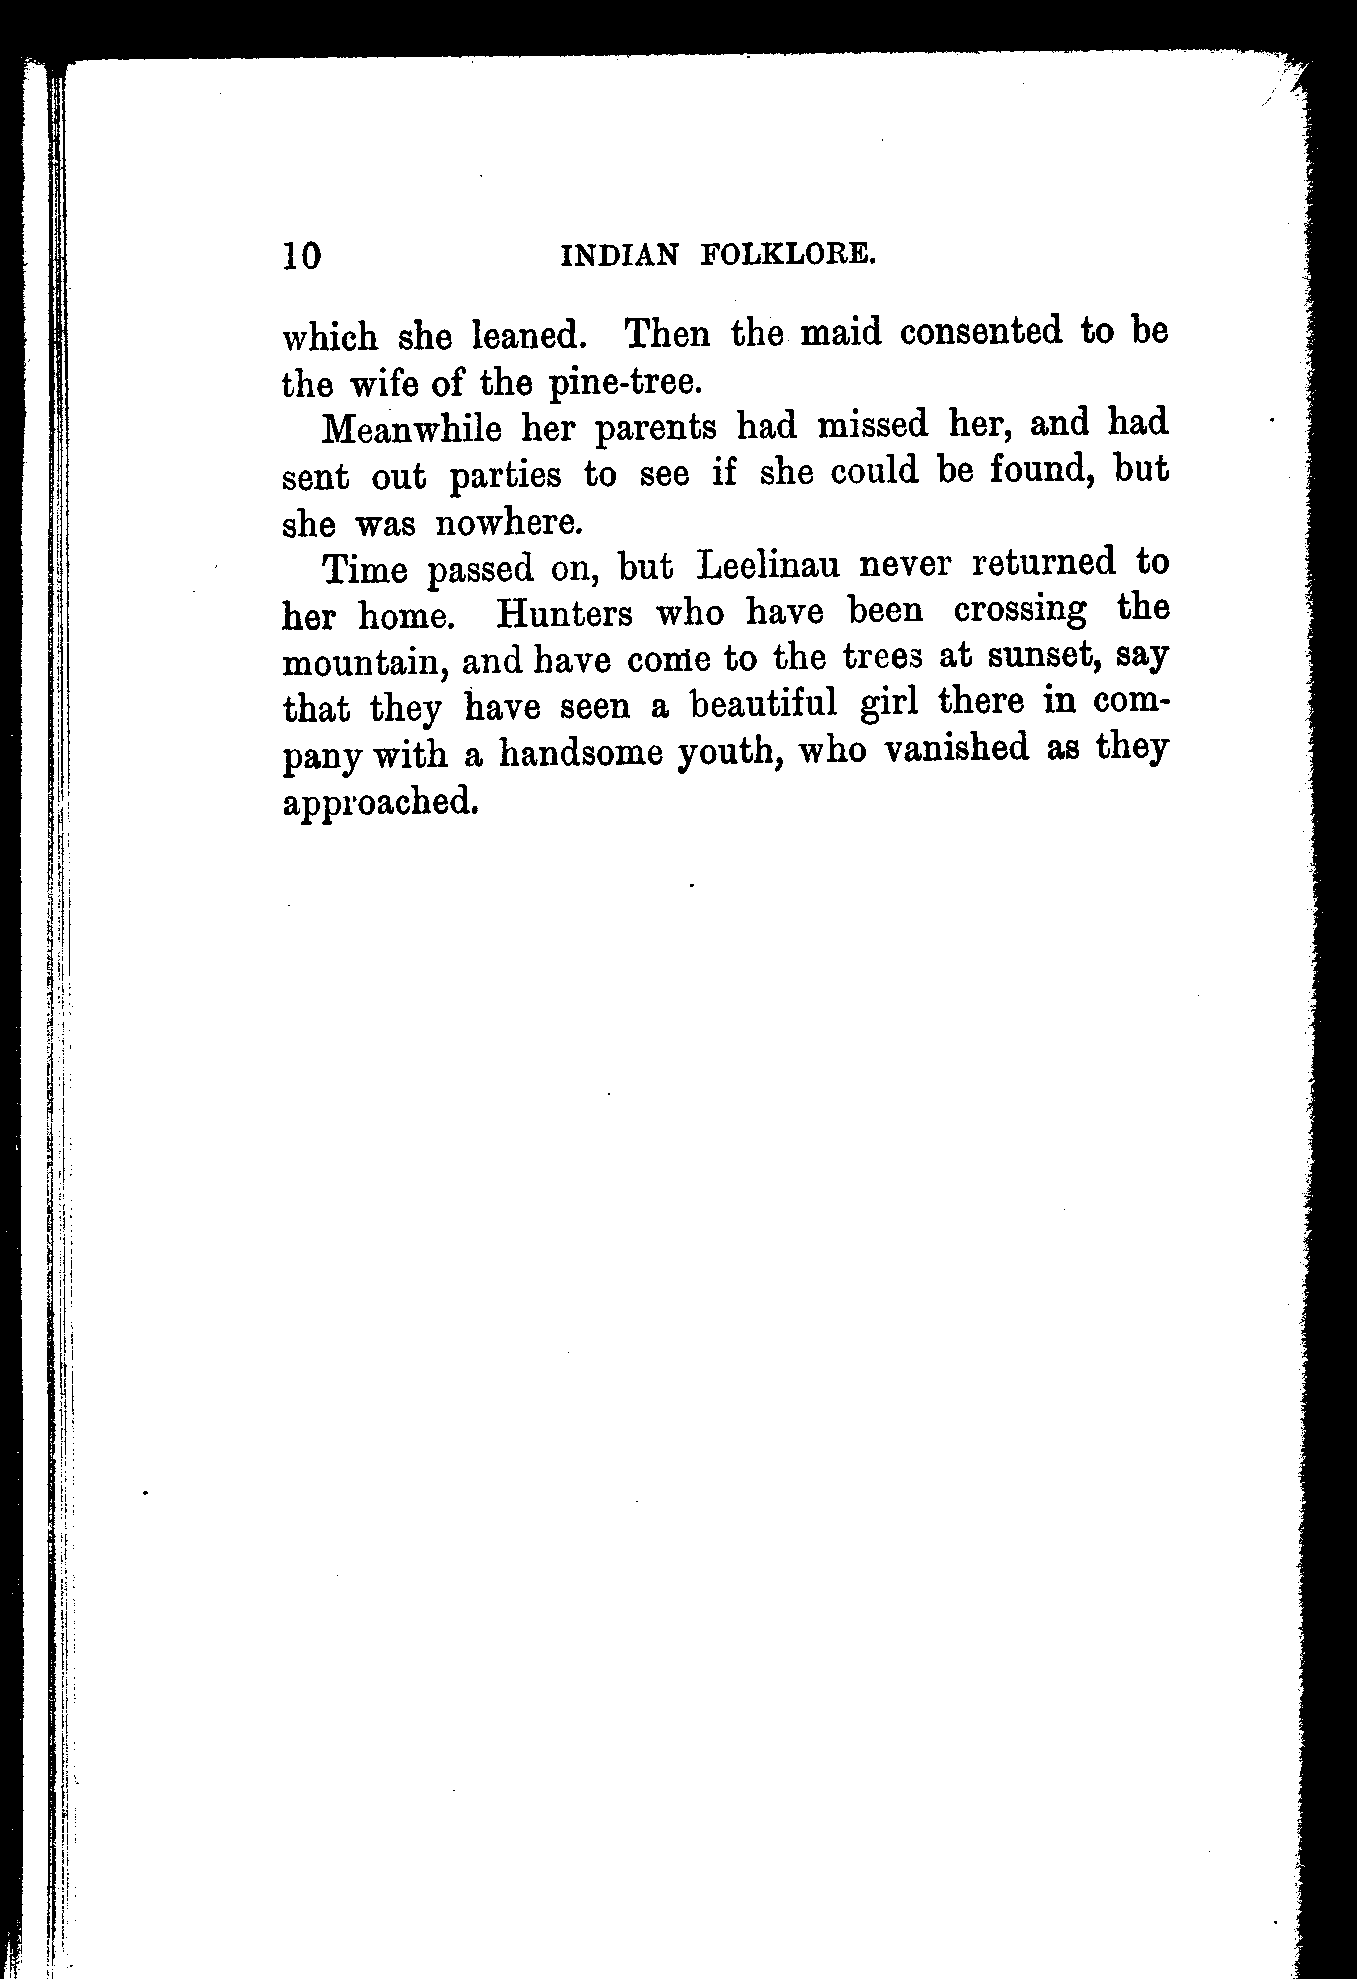 10 INDIAN FOLKLORE.
which she leaned. Then the maid consented to be
the wife of the pine-tree.
Meanwhile her parents had missed her, and had
sent out parties to see if she could be found, but
she was nowhere.
Time passed on, but Leelinau never returned to
her home. Hunters who have been crossing the
mountain, and have come to the trees at sunset, say
that they have seen a beautiful girl there in com-
pany with a handsome youth, who vanished as they
approached.